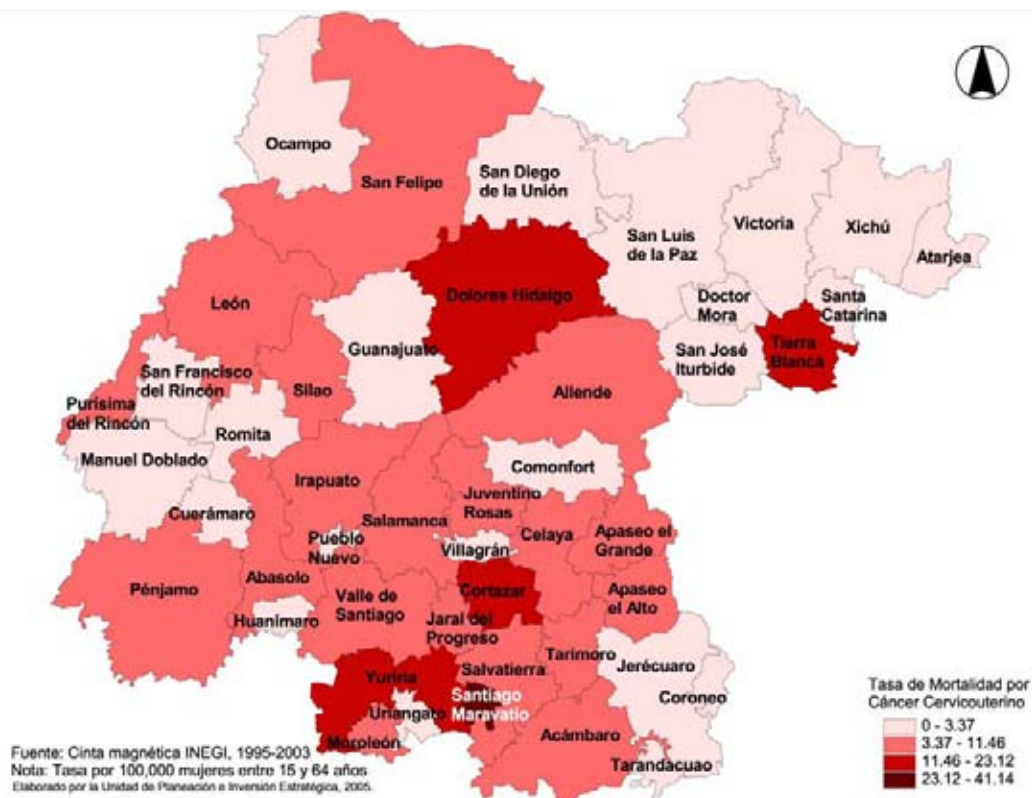 Ocampo
San Felipe
San Diego
de la Unión
San Luis
de la Paz
Victoria
Xichú
Atarjea
León
Dolores Hidalgo
Doctor
Mora
Santa
Catarina
Guanajuato
San José
Iturbide
Tierra
Blanca
San Francisco
del Rincón
Silao
Allende
Purísima
del Rincón
Romita
Manuel Doblado
Comonfort
Irapuato
Juventino
Rosas
Cuerámaro
Salamanca
Celaya
Apaseo el
Grande
Pueblo
Nuevo
Villagrán
Pénjamo
Abasolo
Valle de
Santiago
Cortazar
Apaseo
el Alto
Huanímaro
Jaral del
Progreso
Tarimoro
Jerécuaro
Yuriria
Salvatierra
Coroneo
Santiago
Maravatio
Uriangato
Moroleón
Acámbaro
Tarandacuao
Tasa de Mortalidad por
Cáncer Cervicouterino
0 - 3.37
3.37 - 11.46
11.46 - 23.12
23.12 - 41.14
Fuente: Cinta magnética INEGI, 1995-2003
Nota: Tasa por 100,000 mujeres entre 15 y 64 años
Elaborado por la Unidad de Planeación e Inversión Estratégica, 2005.